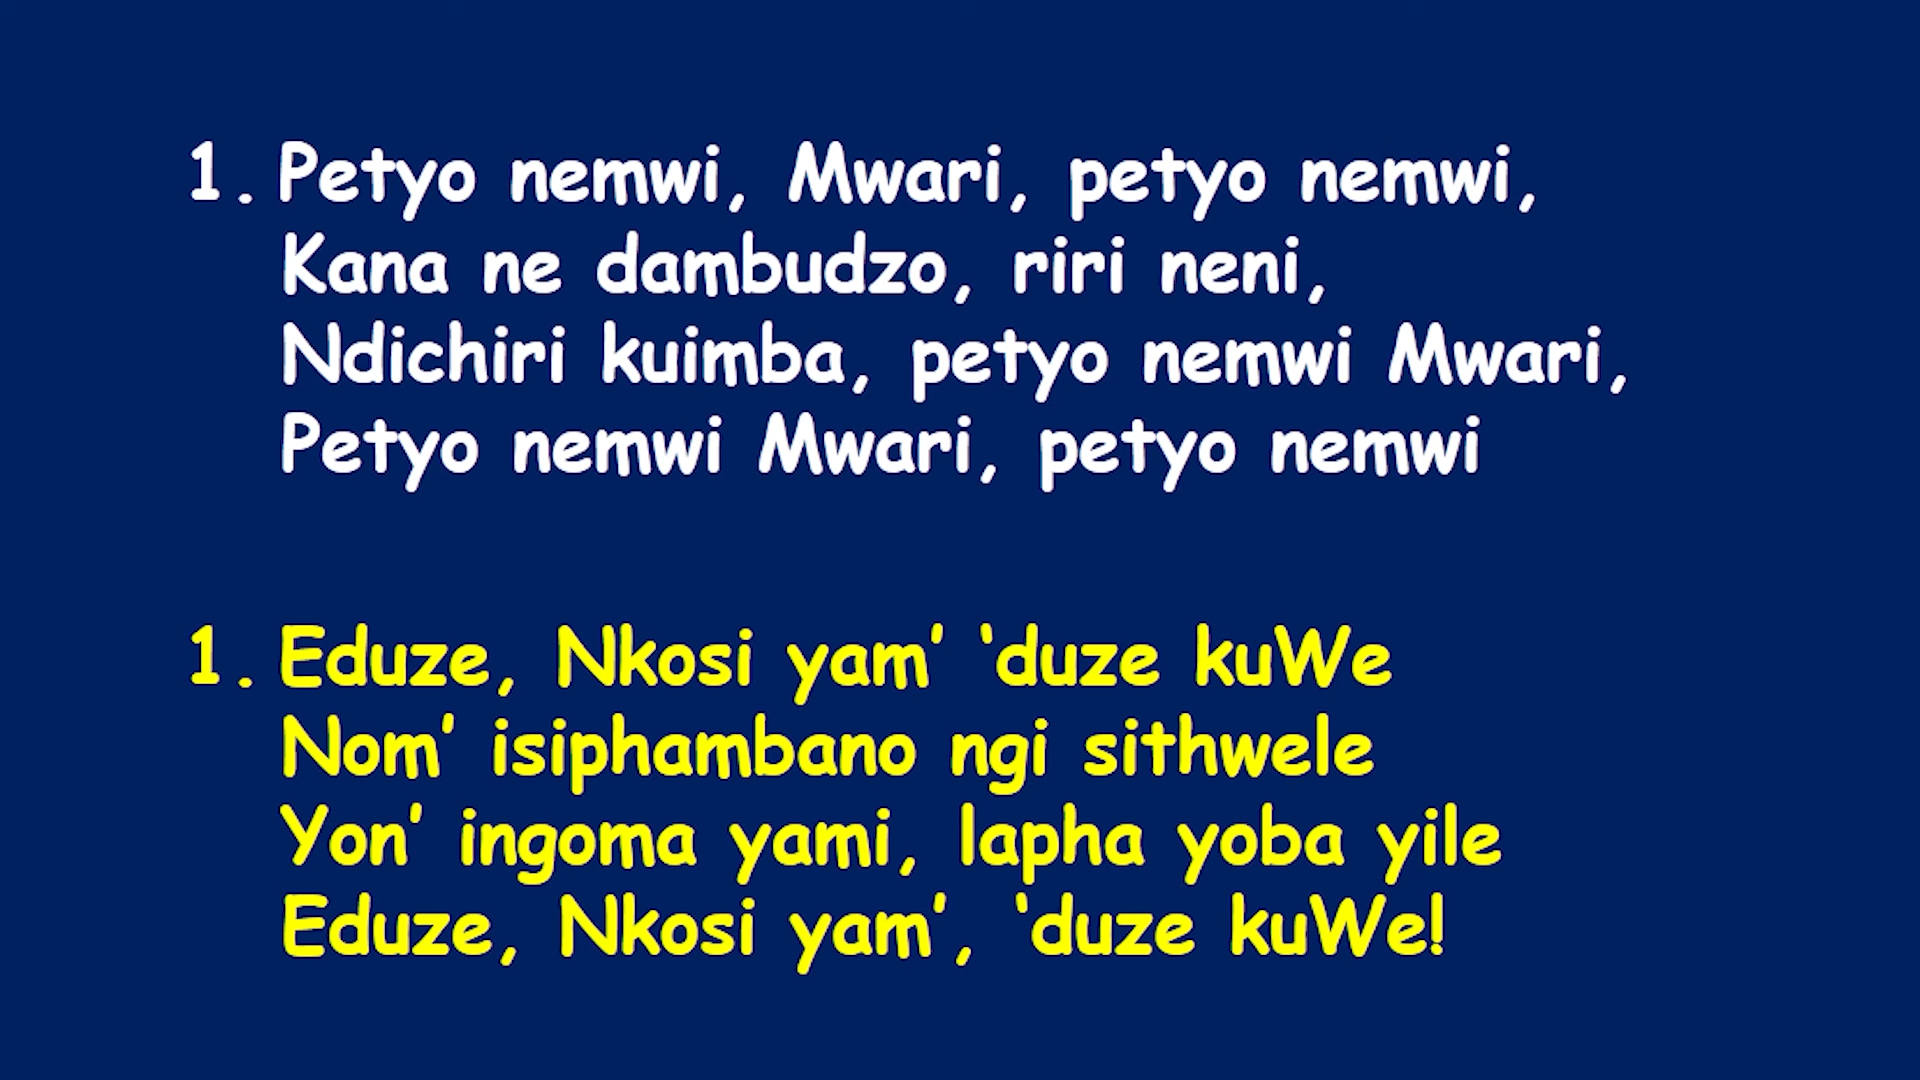 1. Petyo nemwi, Mwari, petyo nemwi,
Kana ne dambudzo, riri neni,
Ndichiri kuimba, petyo nemwi Mwari,
Petyo nemwi Mwari, petyo nemwi
1. Eduze, Nkosi yam’ ‘duze kuWe
Nom’ isiphambano ngi sithwele
Yon’ ingoma yami, lapha yoba yile
Eduze, Nkosi yam’, ‘duze kuWe!